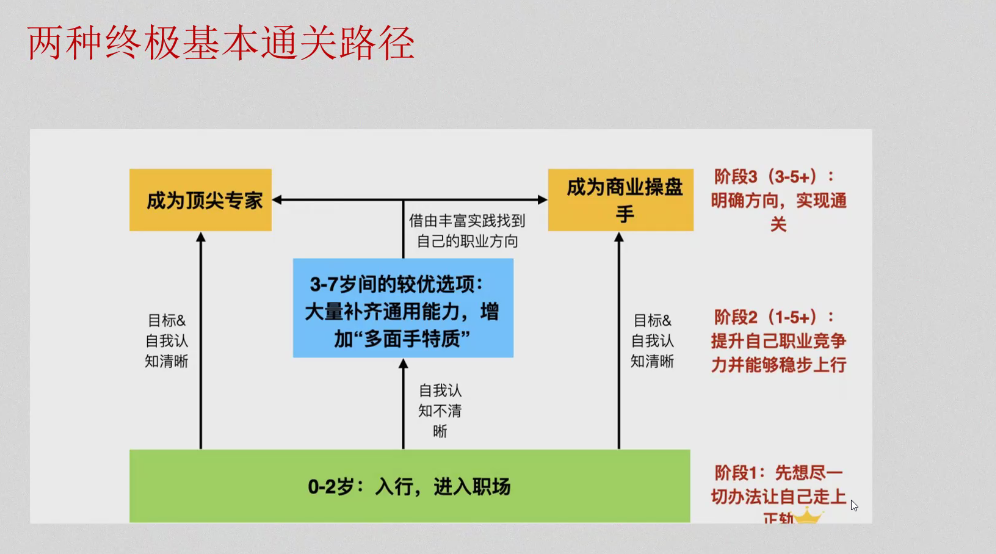 两种终极基本通关路径
成为顶尖专家
成为商业操盘
手
阶段3（3-5+）：
明确方向，实现通
关
借由丰富实践找到
自己的职业方向
3-7岁间的较优选项：
大量补齐通用能力，增
加“多面手特质”
目标&
自我认
知清晰
目标&
自我认
知清晰
阶段2（1-5+）：
提升自己职业竞争
力并能够稳步上行
自我认
知不清
晰
0-2岁：入行，进入职场
阶段1：先想尽一
切办法让自己走上
正轨